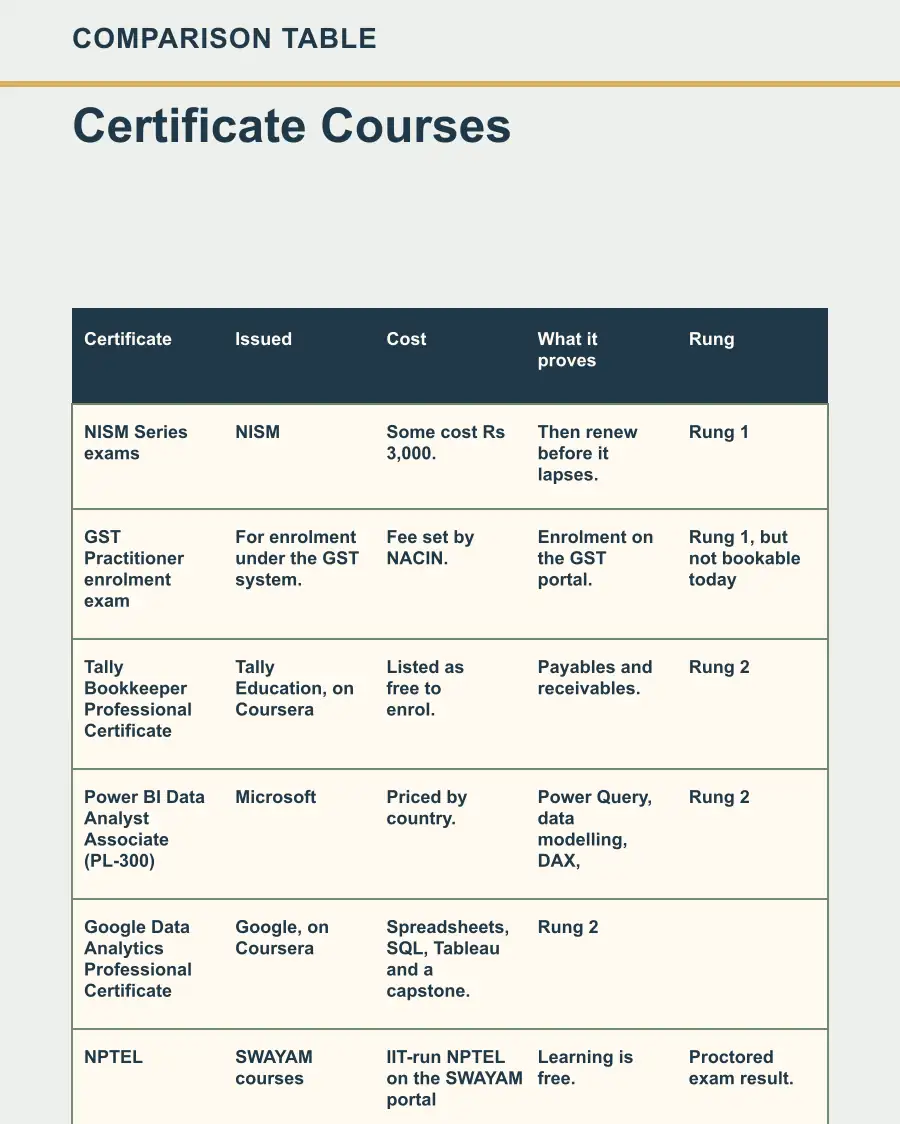 COMPARISON TABLE
Certificate Courses
Certificate Issued Cost What it proves Rung
NISM Series exams NISM Some cost Rs 3,000. Then renew before it lapses. Rung 1
GST Practitioner enrolment exam For enrolment under the GST system. Fee set by NACIN. Enrolment on the GST portal. Rung 1, but not bookable today
Tally Bookkeeper Professional Certificate Tally Education, on Coursera Listed as free to enrol. Payables and receivables. Rung 2
Power BI Data Analyst Associate (PL-300) Microsoft Priced by country. Power Query, data modelling, DAX, Rung 2
Google Data Analytics Professional Certificate Google, on Coursera Spreadsheets, SQL, Tableau and a capstone. Rung 2
NPTEL SWAYAM courses IIT-run NPTEL on the SWAYAM portal Learning is free. Proctored exam result.